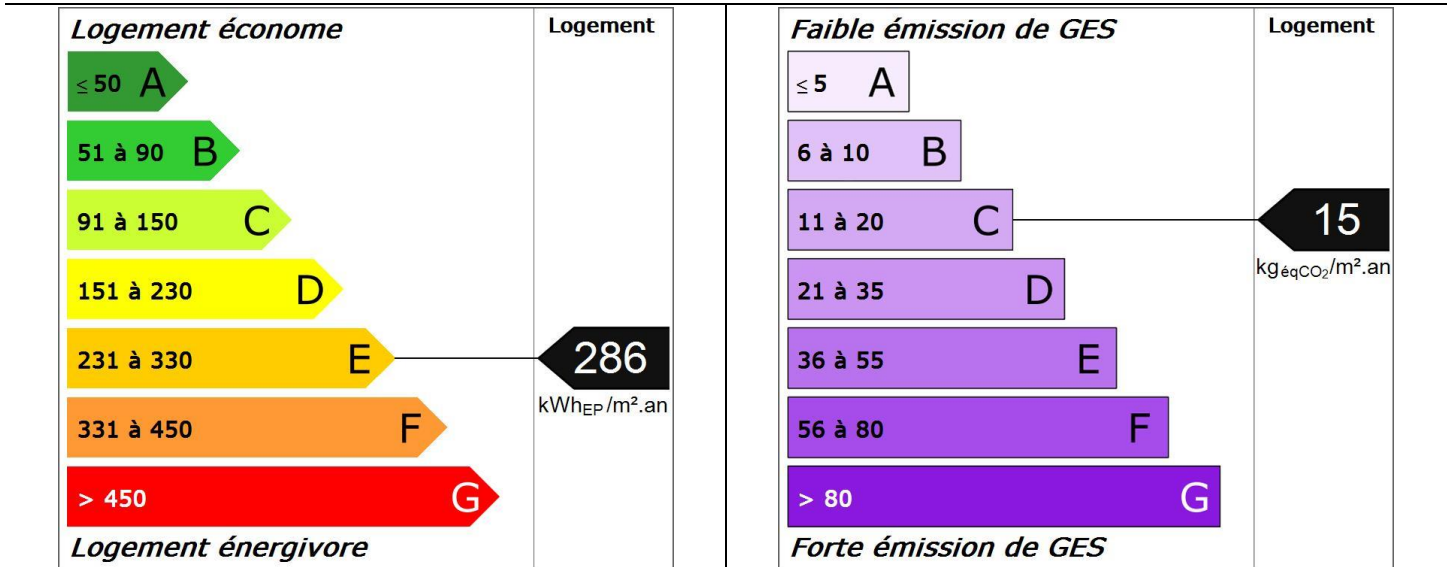 Logement économe
Logement
≤ 50 A
51 à 90 B
91 à 150 C
151 à 230 D
231 à 330 E
286
kWhEP/m².an
331 à 450 F
> 450 G
Logement énergivore
Faible émission de GES
Logement
≤ 5 A
6 à 10 B
11 à 20 C
15
kgéqCO₂/m².an
21 à 35 D
36 à 55 E
56 à 80 F
> 80 G
Forte émission de GES